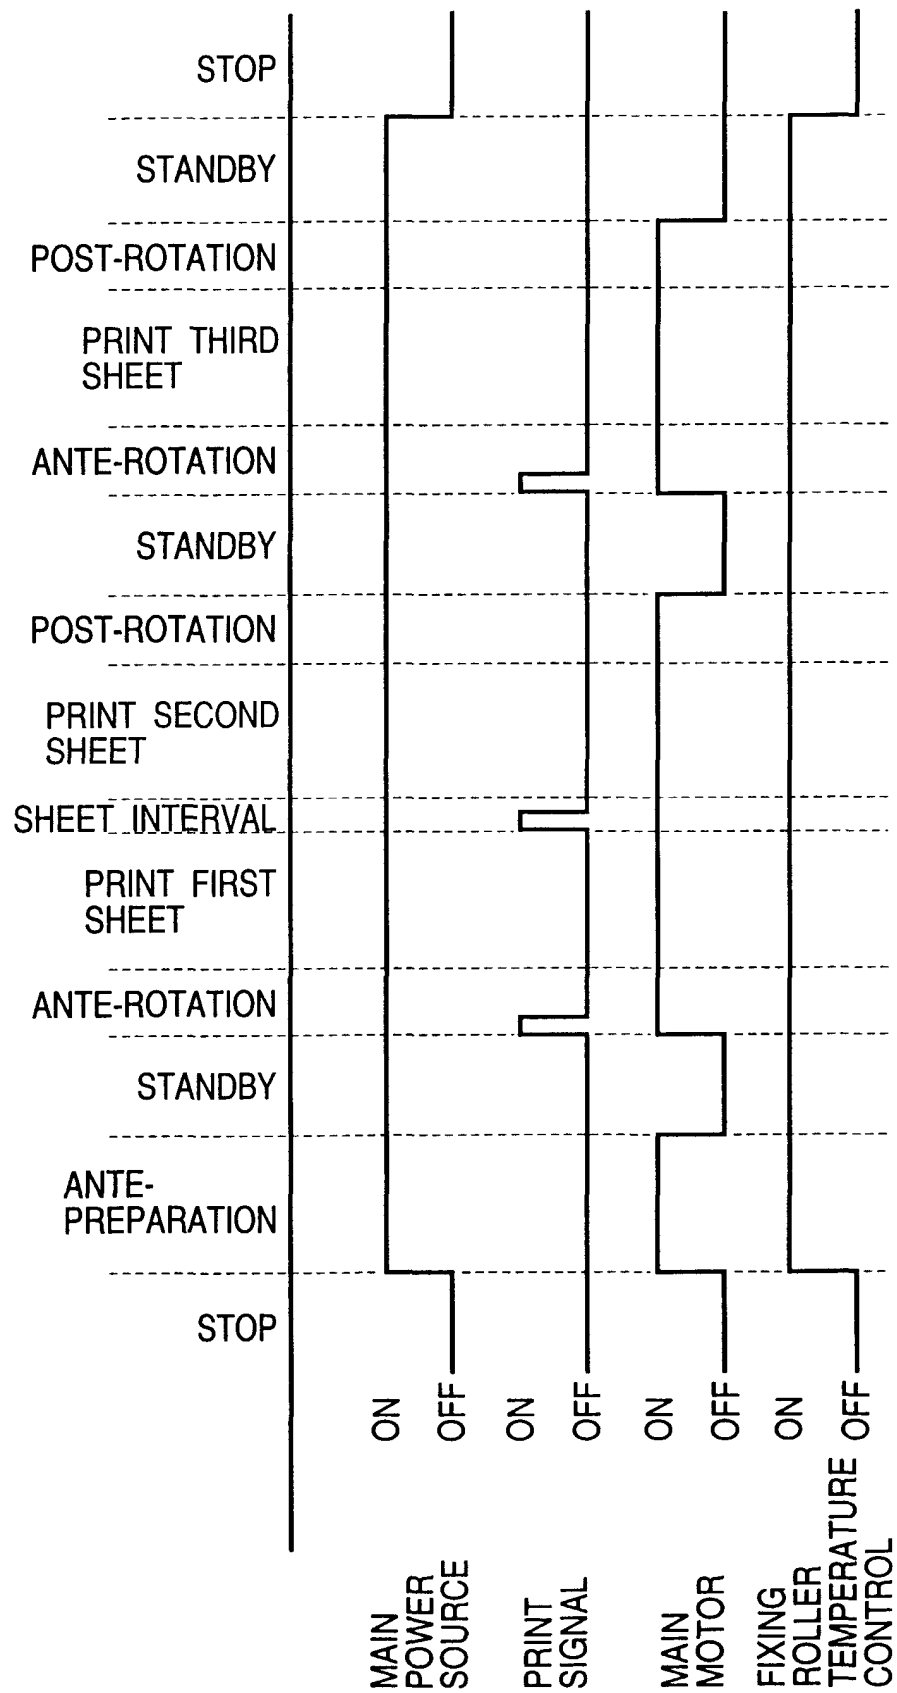 STOP
STANDBY
POST-ROTATION
PRINT THIRD
SHEET
ANTE-ROTATION
STANDBY
POST-ROTATION
PRINT SECOND
SHEET
SHEET INTERVAL
PRINT FIRST
SHEET
ANTE-ROTATION
STANDBY
ANTE-
PREPARATION
STOP
ON
OFF
ON
OFF
ON
OFF
ON
OFF
MAIN
POWER
SOURCE
PRINT
SIGNAL
MAIN
MOTOR
FIXING
ROLLER
TEMPERATURE
CONTROL